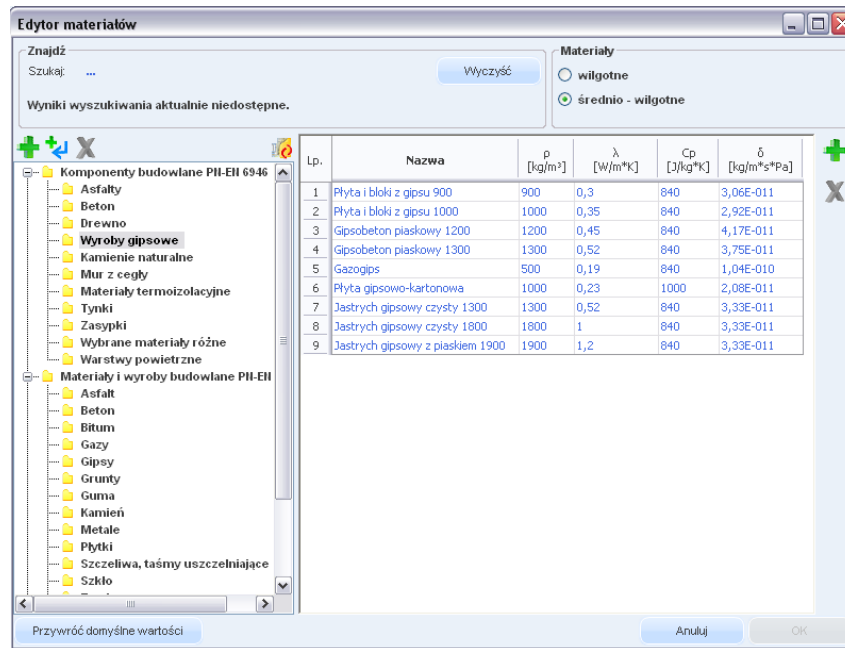 Edytor materiałów
Znajdź
Szukaj: ...
Wyczyść
Wyniki wyszukiwania aktualnie niedostępne.
Materiały
wilgotne
średnio - wilgotne
Komponenty budowlane PN-EN 6946
Asfalty
Beton
Drewno
Wyroby gipsowe
Kamienie naturalne
Mur z cegły
Materiały termoizolacyjne
Tynki
Zasypki
Wybrane materiały różne
Warstwy powietrzne
Materiały i wyroby budowlane PN-EN
Asfalt
Beton
Bitum
Gazy
Gipsy
Grunty
Guma
Kamień
Metale
Płytki
Szczeliwa, taśmy uszczelniające
Szkło
Lp. Nazwa ρ [kg/m³] λ [W/m*K] Cp [J/kg*K] δ [kg/m*s*Pa]
1 Płyta i bloki z gipsu 900 900 0,3 840 3,06E-011
2 Płyta i bloki z gipsu 1000 1000 0,35 840 2,92E-011
3 Gipsobeton piaskowy 1200 1200 0,45 840 4,17E-011
4 Gipsobeton piaskowy 1300 1300 0,52 840 3,75E-011
5 Gazogips 500 0,19 840 1,04E-010
6 Płyta gipsowo-kartonowa 1000 0,23 1000 2,08E-011
7 Jastrych gipsowy czysty 1300 1300 0,52 840 3,33E-011
8 Jastrych gipsowy czysty 1800 1800 1 840 3,33E-011
9 Jastrych gipsowy z piaskiem 1900 1900 1,2 840 3,33E-011
Przywróć domyślne wartości
Anuluj
OK